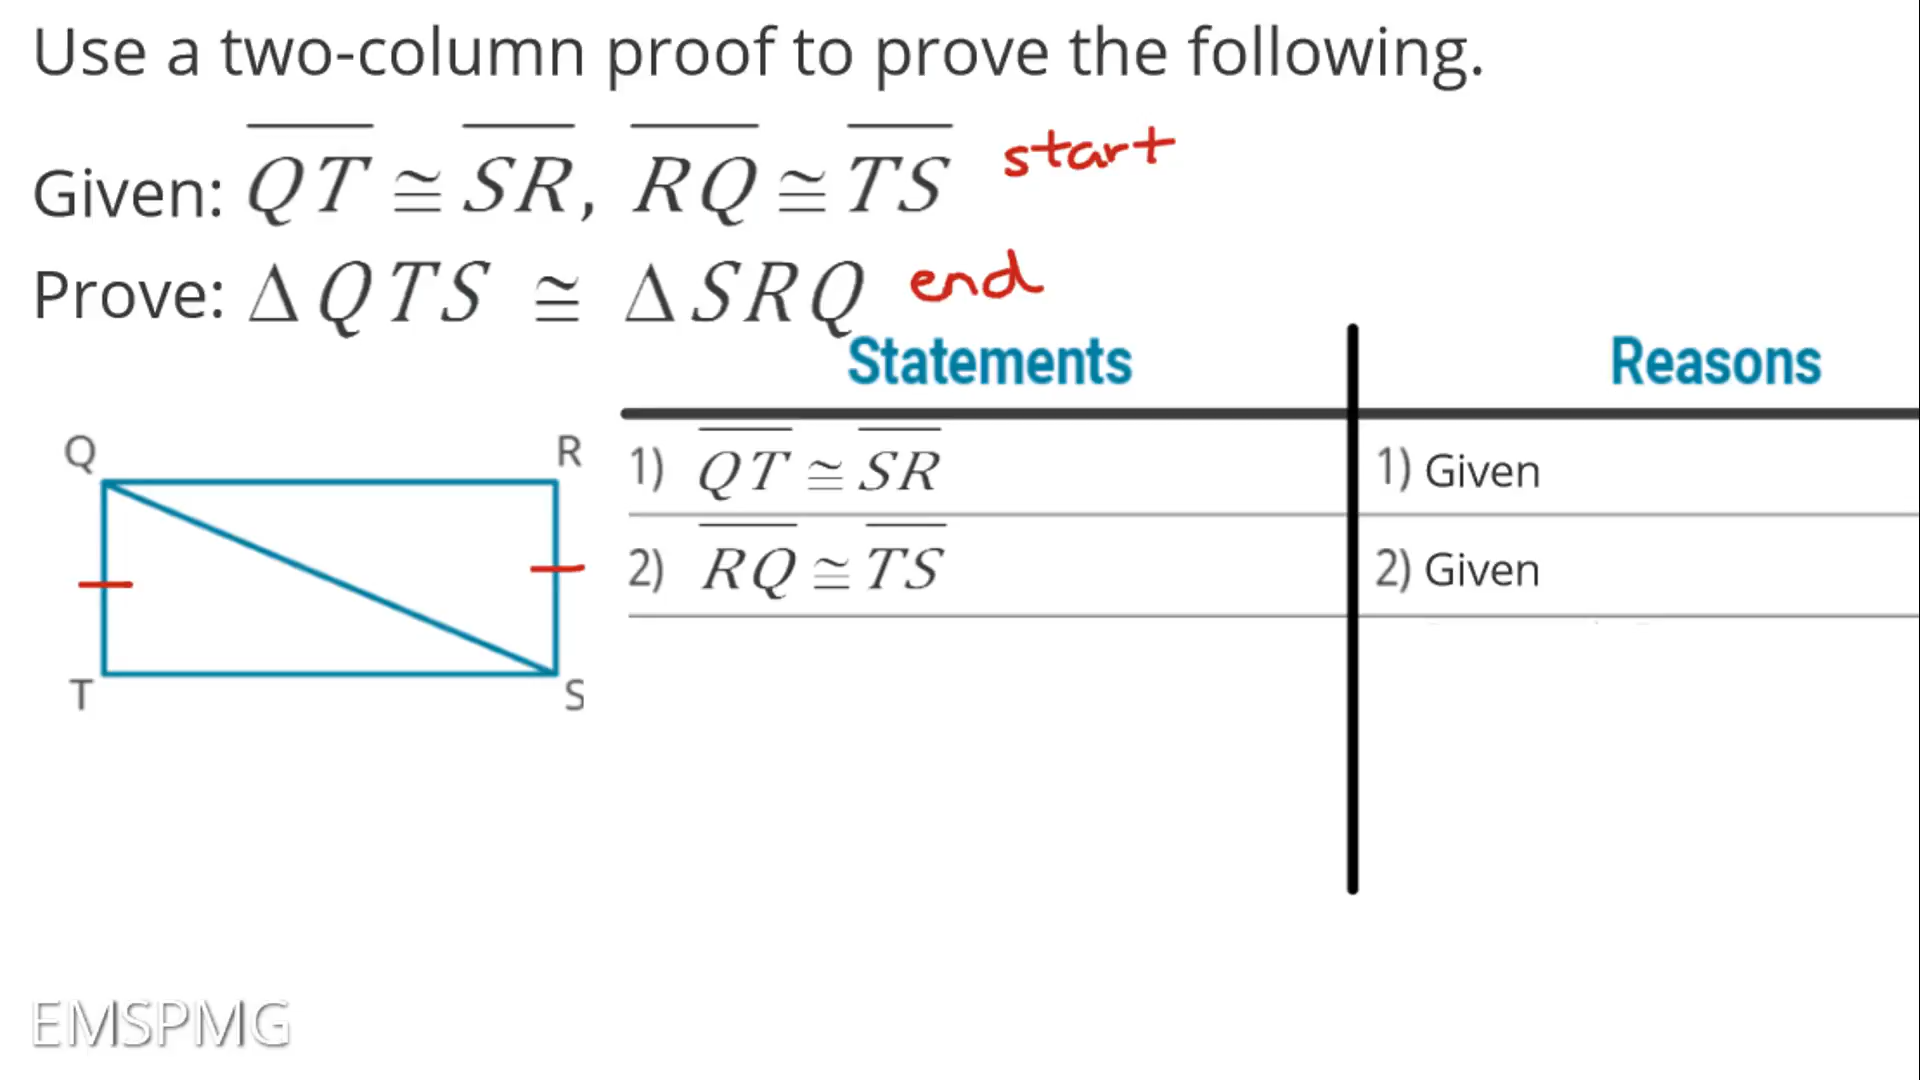 Use a two-column proof to prove the following.
Given: QT ≅ SR, RQ ≅ TS start
Prove: ΔQTS ≅ ΔSRQ end
Statements Reasons
Q R
1) QT ≅ SR 1) Given
2) RQ ≅ TS 2) Given
T S
EMSPMG